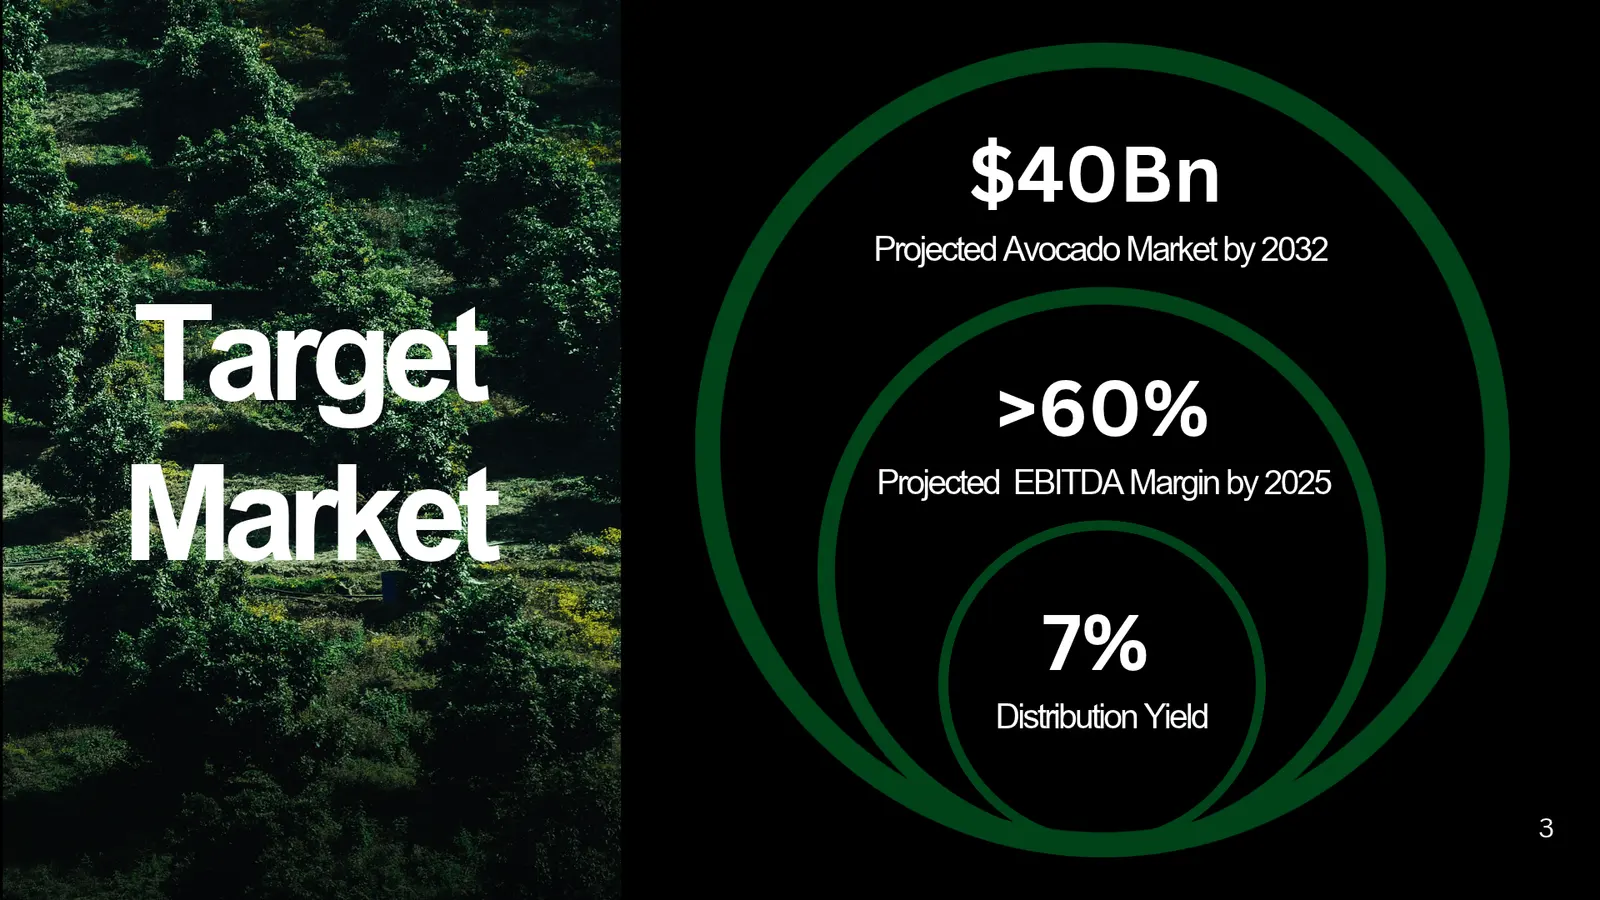 Target
Market
$40Bn
Projected Avocado Market by 2032
>60%
Projected  EBITDA Margin by 2025
7%
Distribution Yield
3